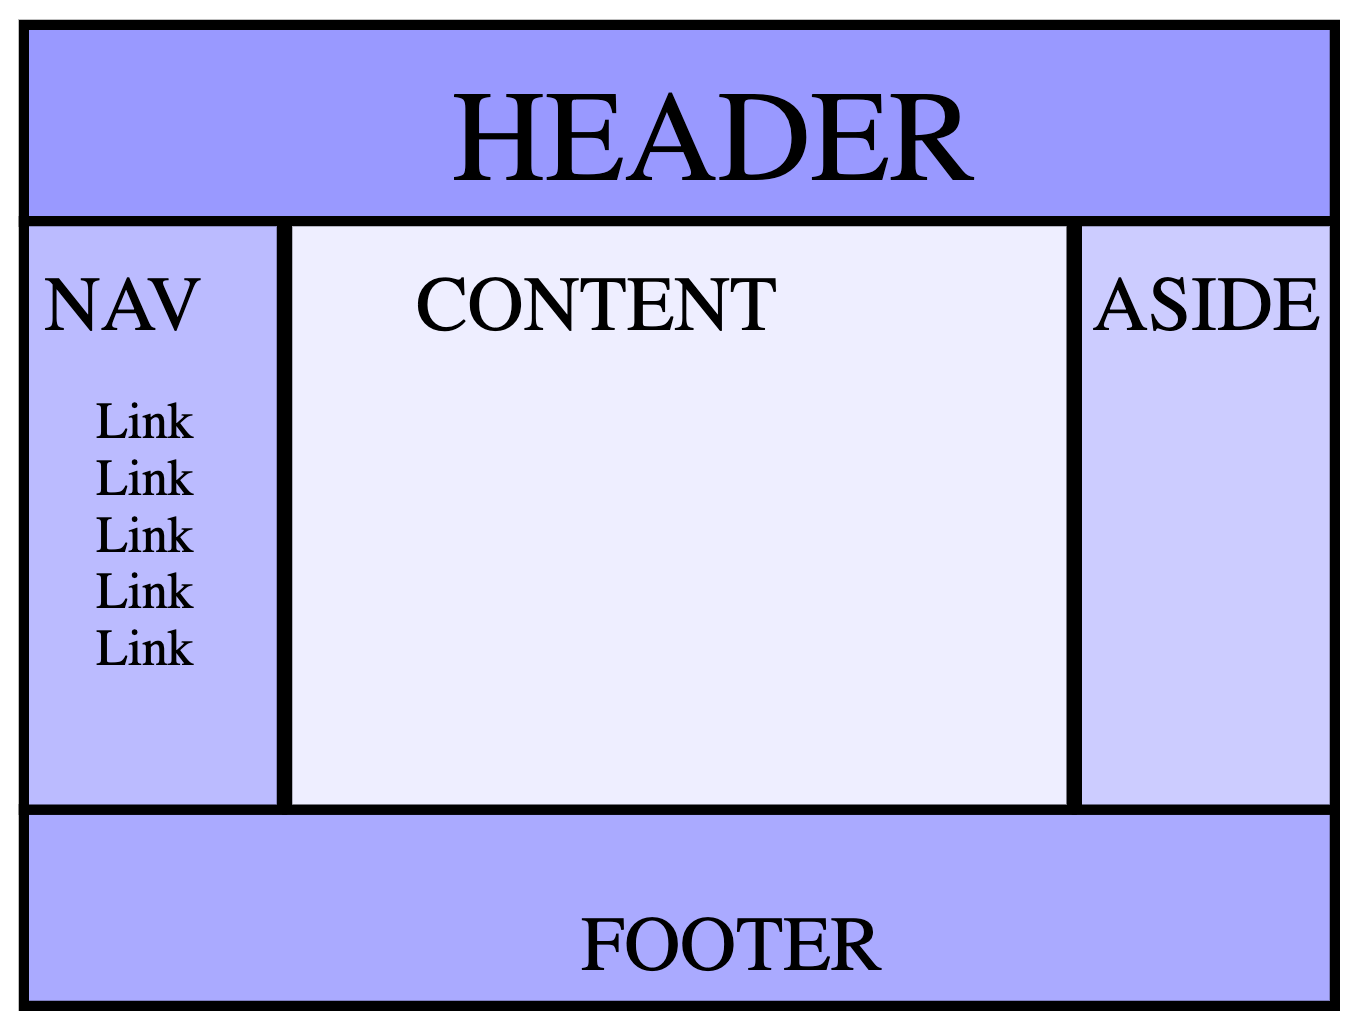 HEADER
NAV
Link
Link
Link
Link
Link
CONTENT
ASIDE
FOOTER